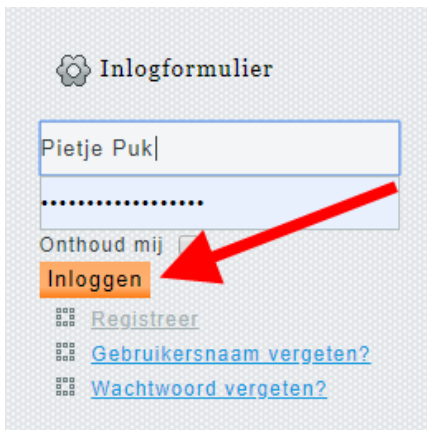 Inlogformulier
Pietje Puk
••••••••••••••••••
Onthoud mij
Inloggen
Registreer
Gebruikersnaam vergeten?
Wachtwoord vergeten?